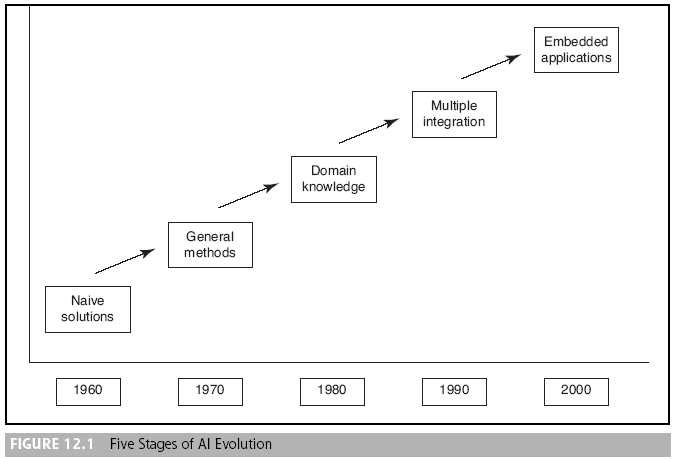 Embedded
applications
Multiple
integration
Domain
knowledge
General
methods
Naive
solutions
1960 1970 1980 1990 2000
FIGURE 12.1 Five Stages of AI Evolution